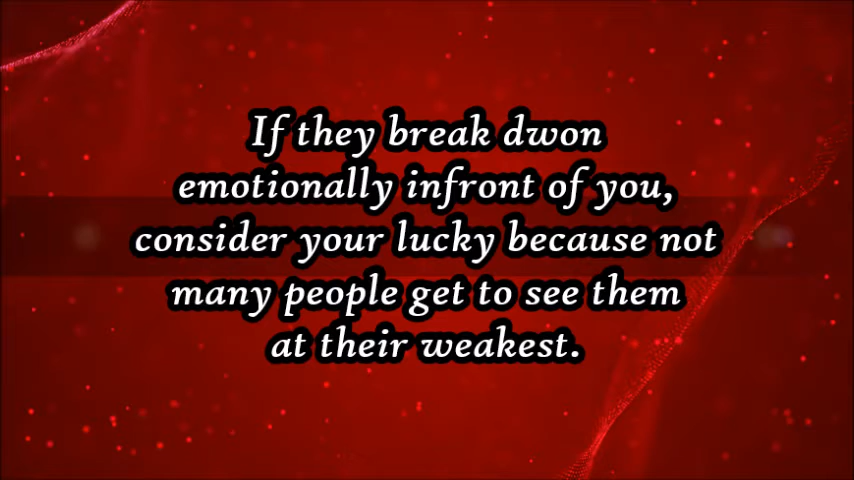 If they break dwon
emotionally infront of you,
consider your lucky because not
many people get to see them
at their weakest.